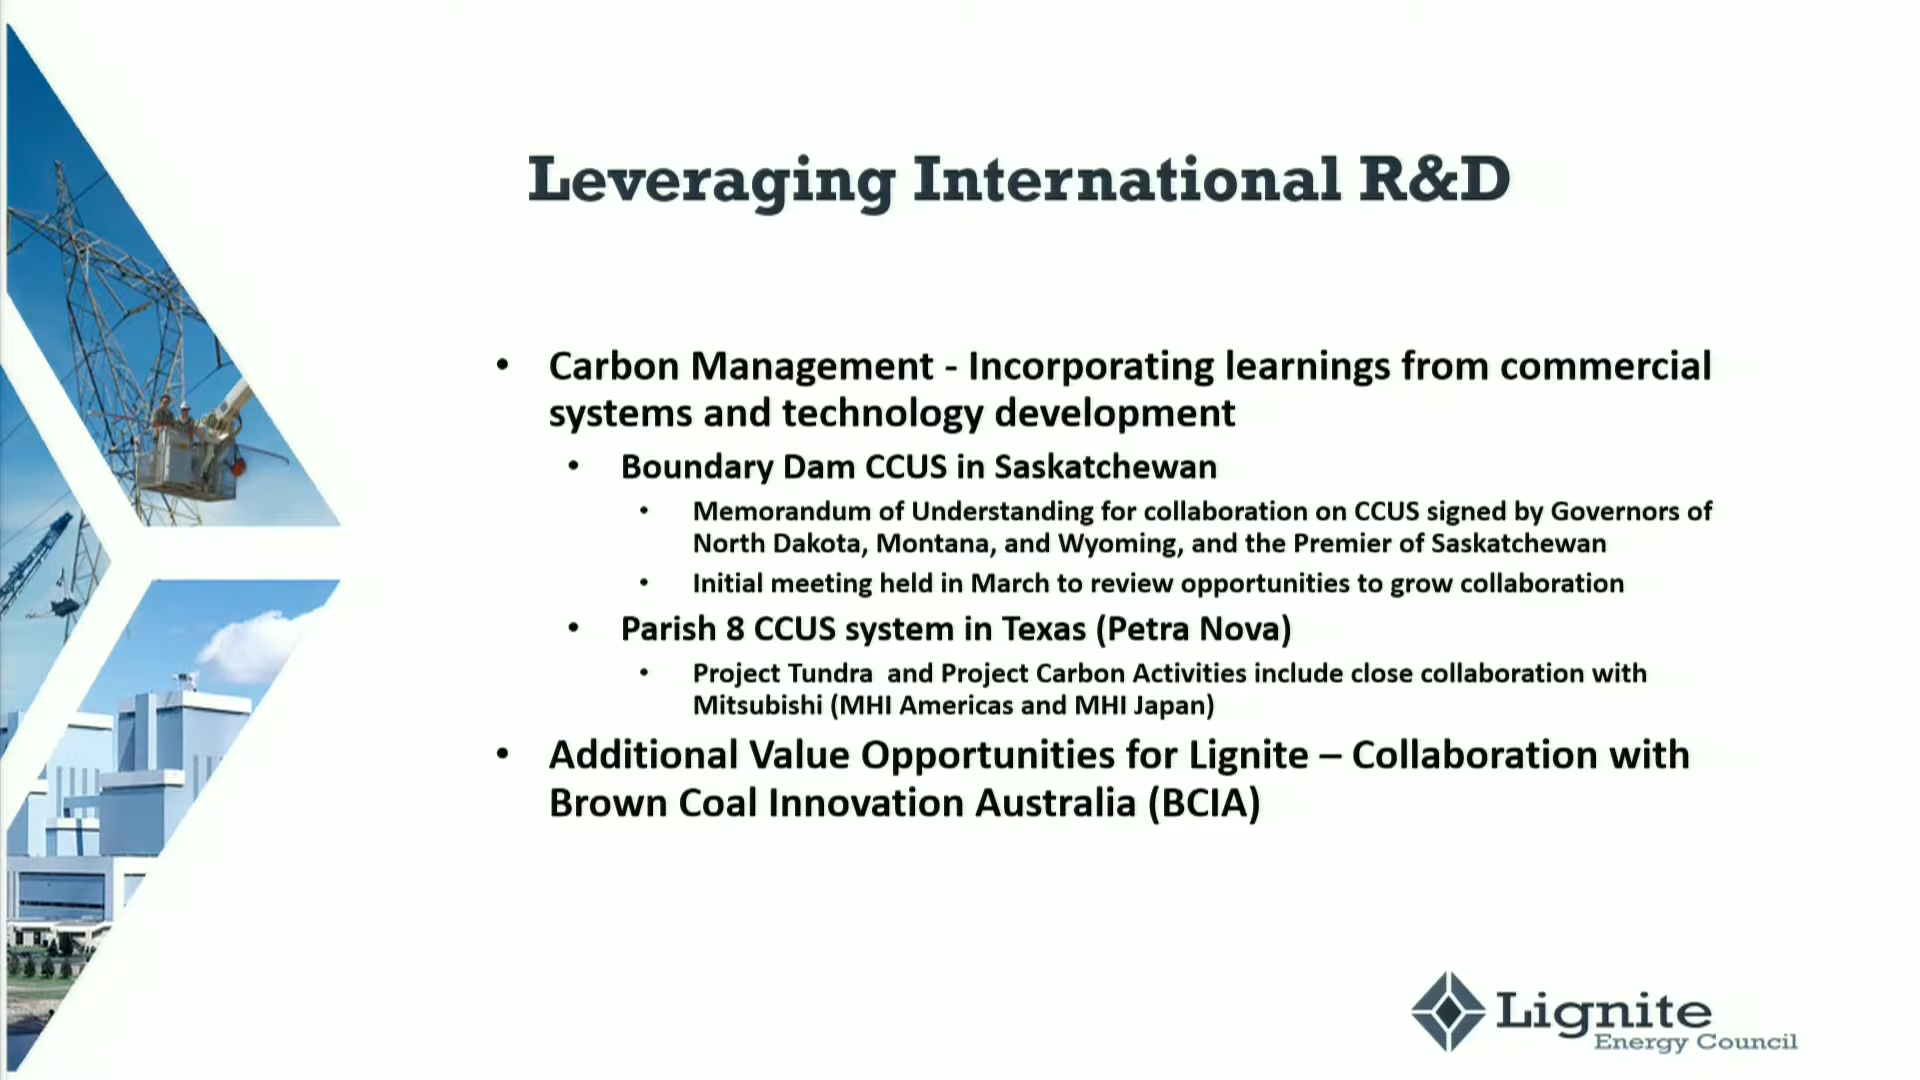 Leveraging International R&D
• Carbon Management - Incorporating learnings from commercial
systems and technology development
• Boundary Dam CCUS in Saskatchewan
• Memorandum of Understanding for collaboration on CCUS signed by Governors of
North Dakota, Montana, and Wyoming, and the Premier of Saskatchewan
• Initial meeting held in March to review opportunities to grow collaboration
• Parish 8 CCUS system in Texas (Petra Nova)
• Project Tundra and Project Carbon Activities include close collaboration with
Mitsubishi (MHI Americas and MHI Japan)
• Additional Value Opportunities for Lignite – Collaboration with
Brown Coal Innovation Australia (BCIA)
Lignite
Energy Council